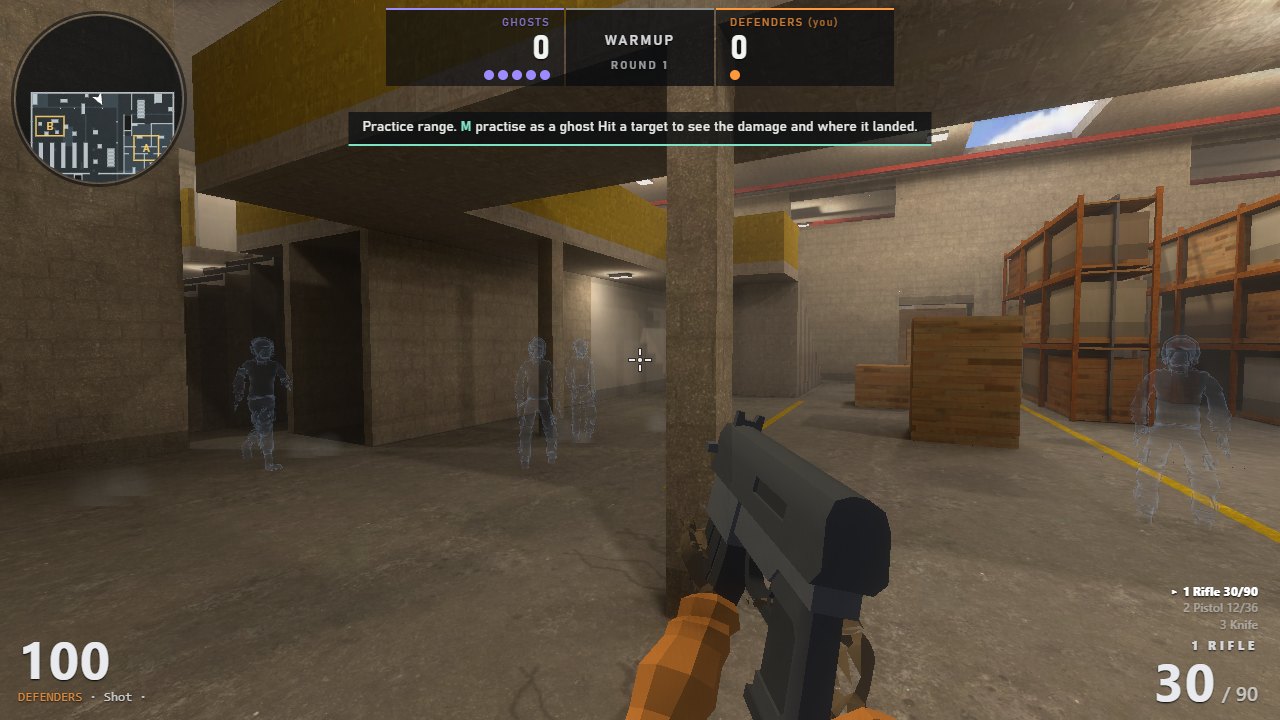 GHOSTS
0
WARMUP
ROUND 1
DEFENDERS (you)
0
Practice range. M practise as a ghost Hit a target to see the damage and where it landed.
B
A
1 Rifle 30/90
2 Pistol 12/36
3 Knife
1 RIFLE
30 / 90
100
DEFENDERS · Shot ·